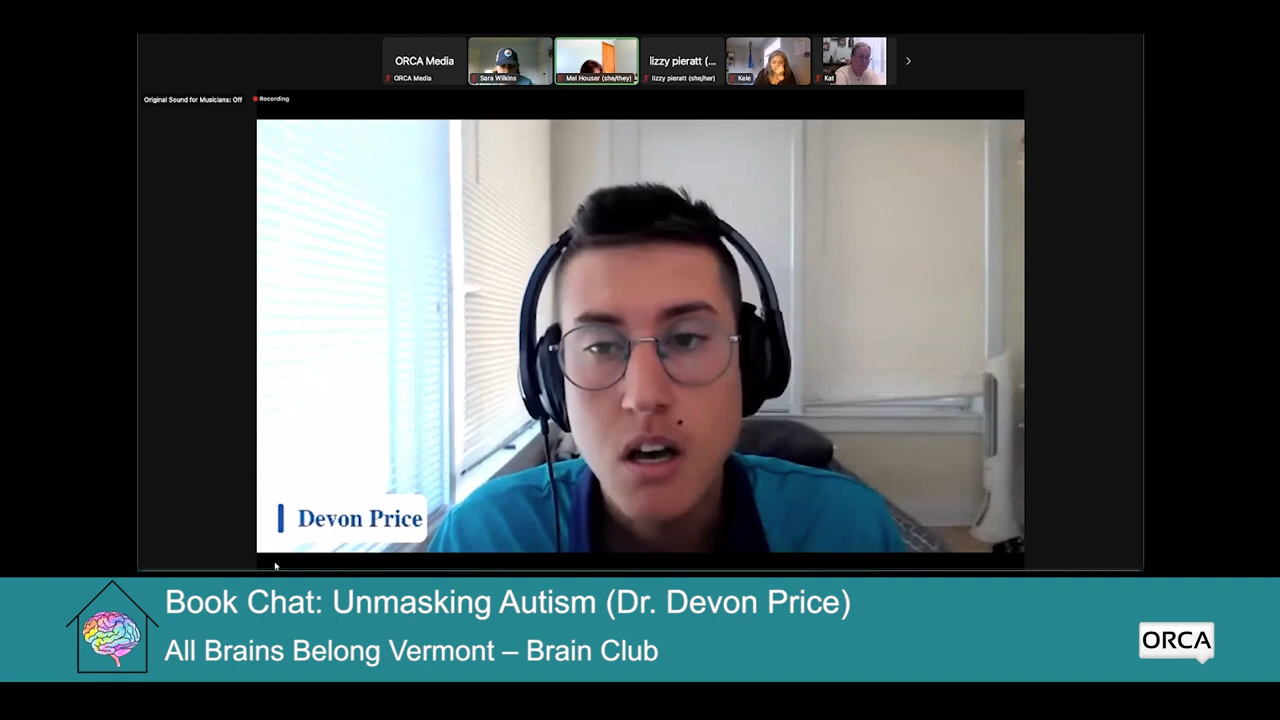 ORCA Media
lizzy pieratt (...
ORCA Media
Sara Wilkins
Mel Houser (she/they)
lizzy pieratt (she/her)
Kele
Kat
Original Sound for Musicians: Off
Recording
Devon Price
Book Chat: Unmasking Autism (Dr. Devon Price)
All Brains Belong Vermont – Brain Club
ORCA